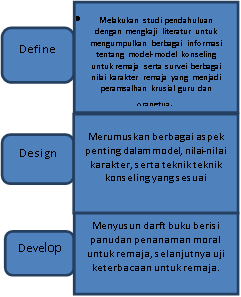 Define
• Melakukan studi pendahuluan
dengan mengkaji literatur untuk
mengumpulkan berbagai informasi
tentang model-model konseling
untuk remaja serta survei berbagai
nilai karakter remaja yang menjadi
peramsalhan krusial guru dan
Design
Merumuskan berbagai aspek
penting dalam model, nilai-nilai
karakter, serta teknik teknik
konseling yang sesuai
Develop
Menyusun darft buku berisi
panudan penanaman moral
untuk remaja, selanjutnya uji
keterbacaan untuk remaja.